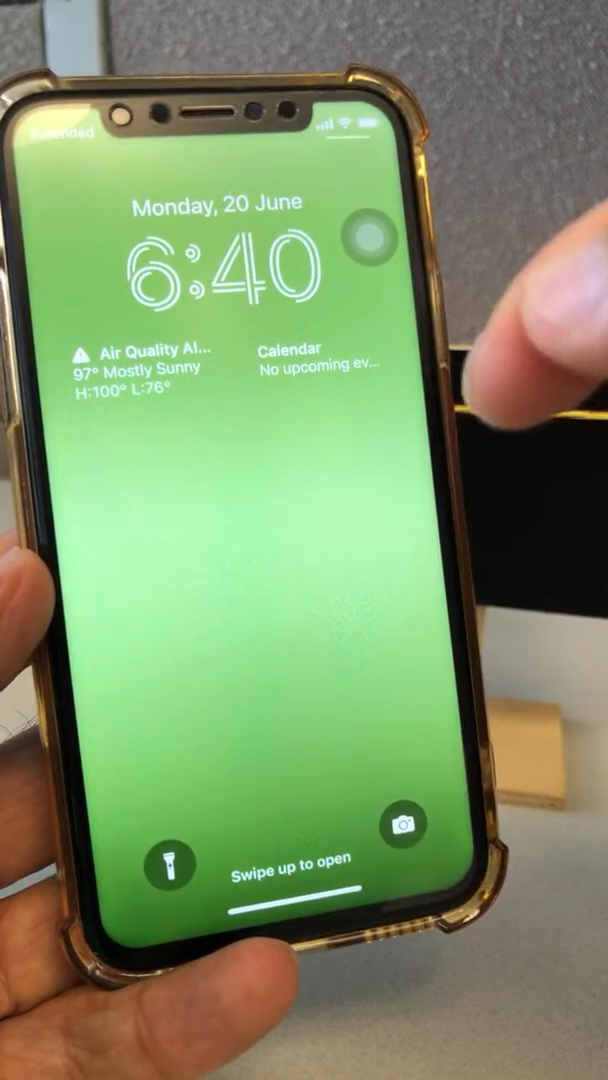 Extended
Monday, 20 June
6:40
Air Quality Al...
97° Mostly Sunny
H:100° L:76°
Calendar
No upcoming ev...
Swipe up to open